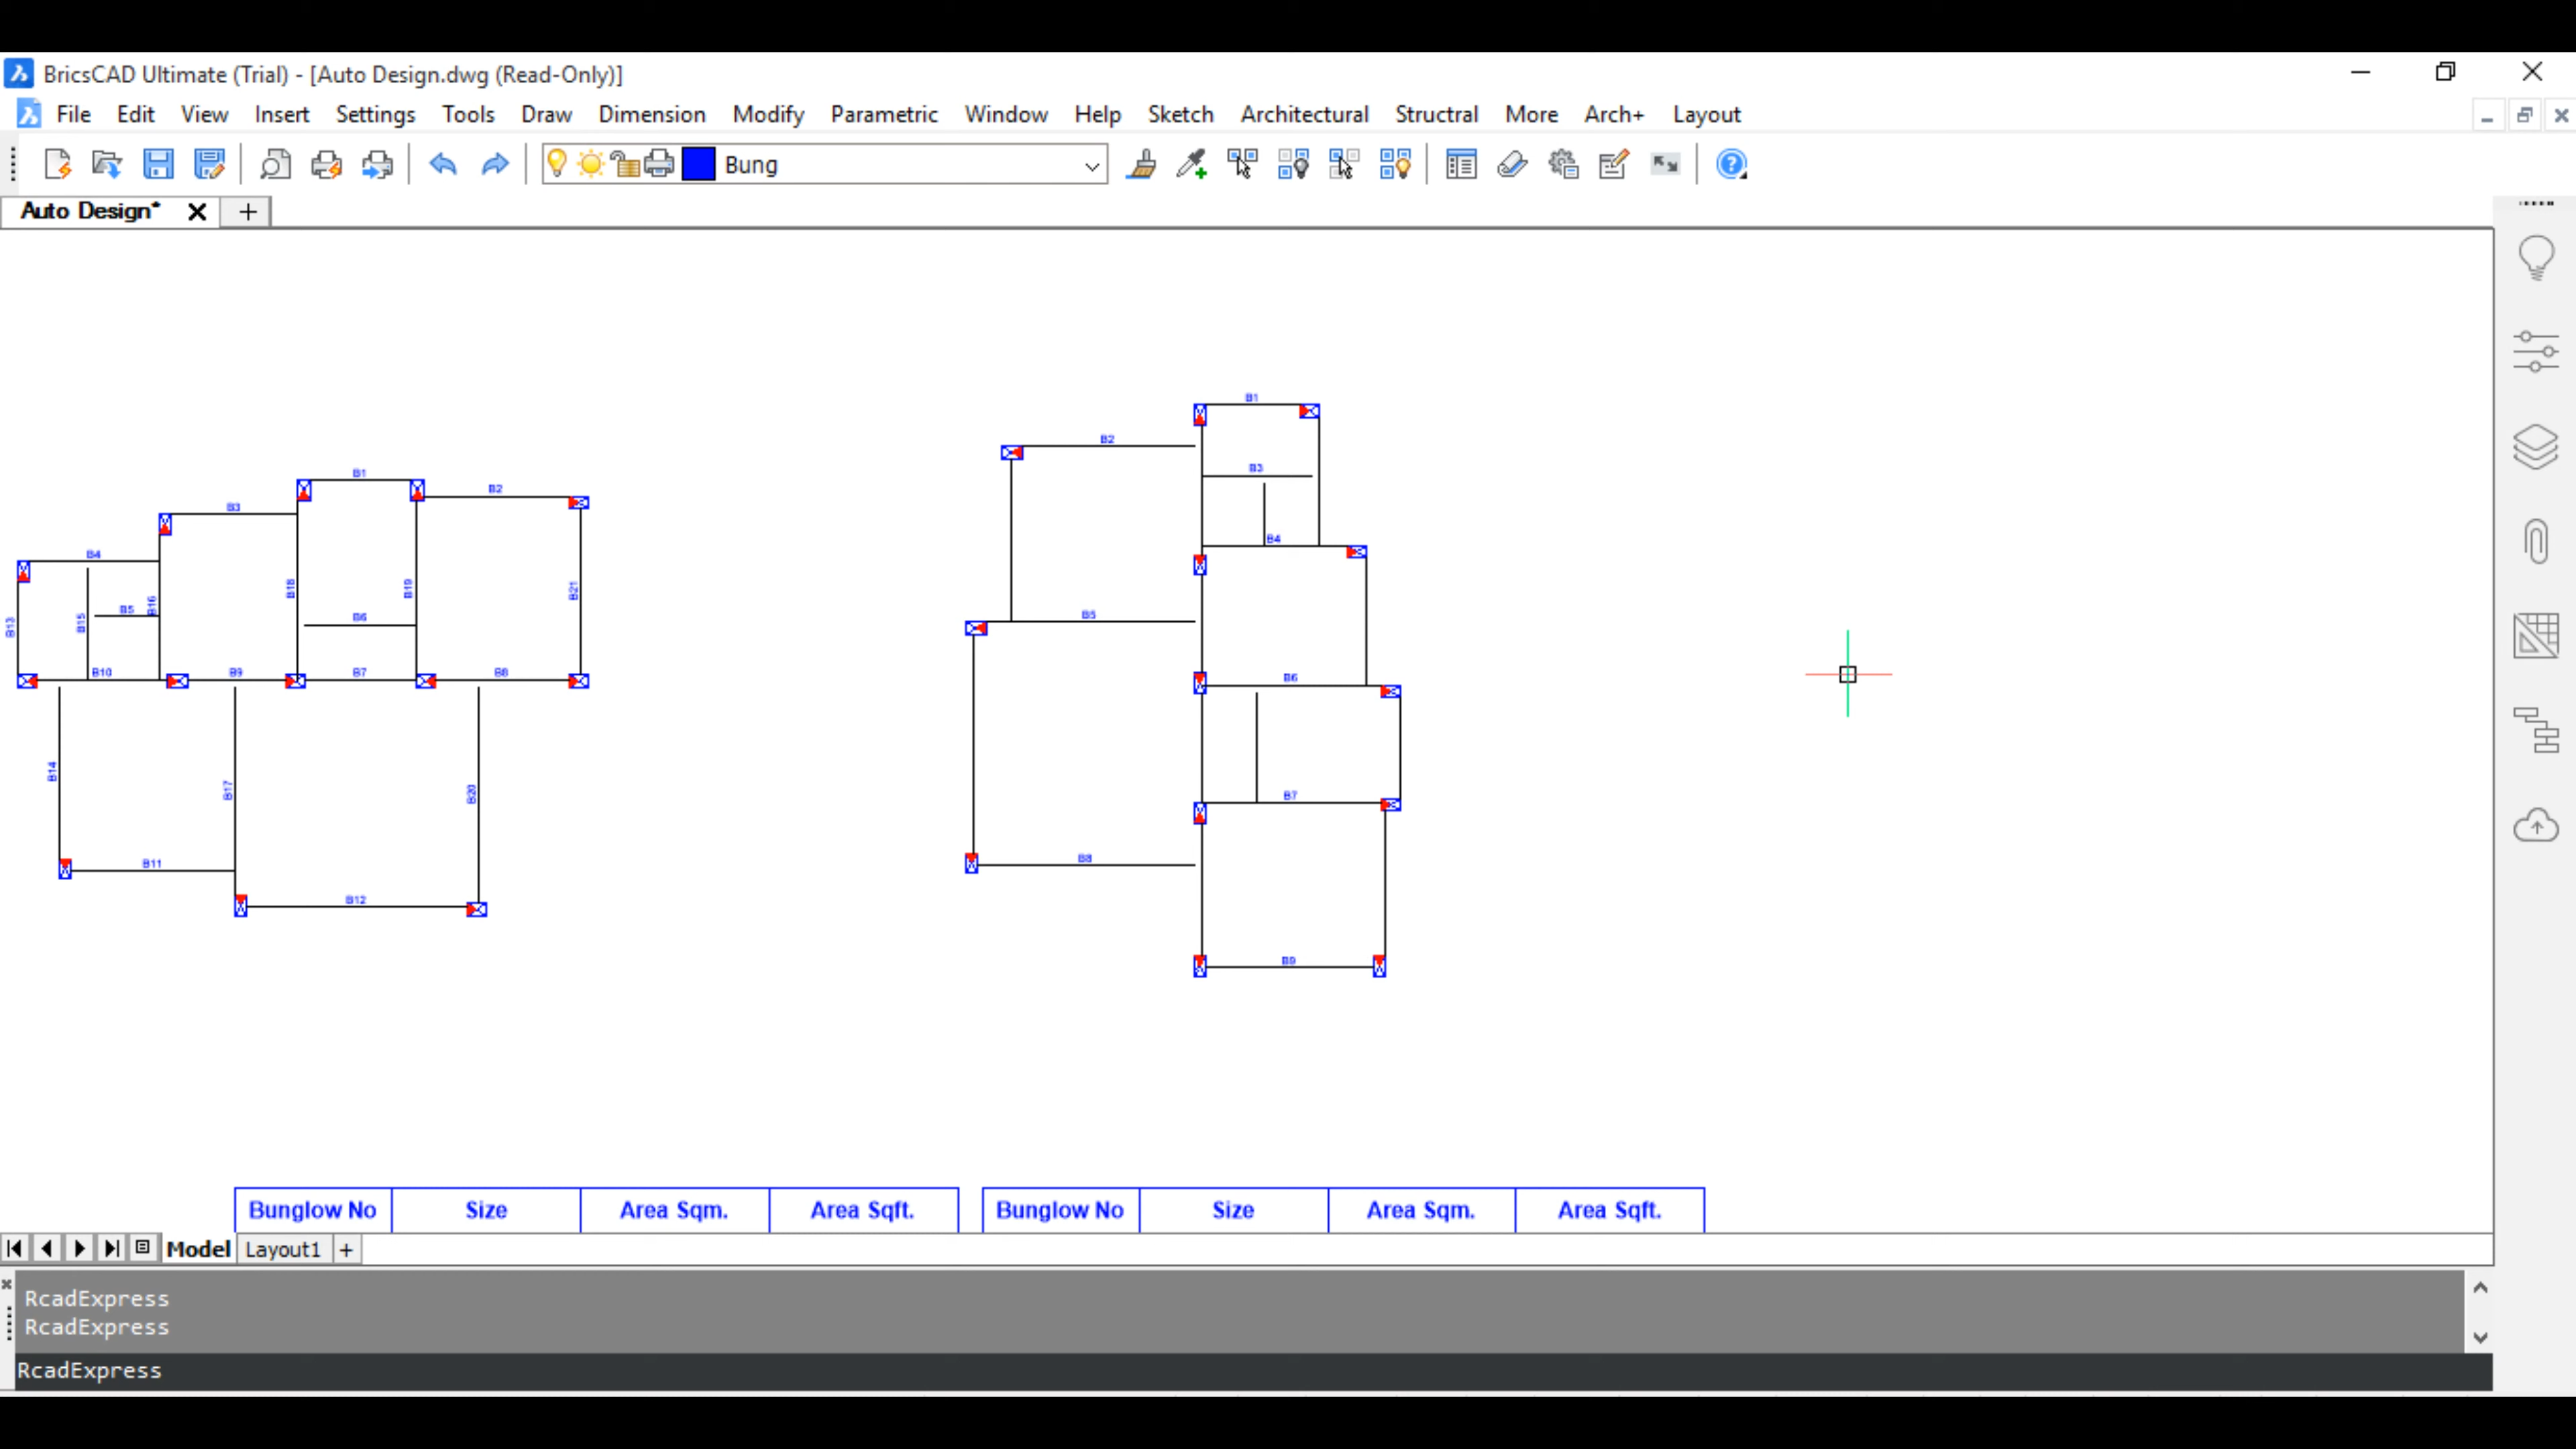 BricsCAD Ultimate (Trial) - [Auto Design.dwg (Read-Only)]
File Edit View Insert Settings Tools Draw Dimension Modify Parametric Window Help Sketch Architectural Structral More Arch+ Layout
Bung
Auto Design*
B1
B2
B3
B4
B5
B6
B13
B15
B16
B18
B19
B21
B10
B9
B7
B8
B14
B17
B20
B11
B12
B1
B2
B3
B4
B5
B6
B7
B8
B9
Bunglow No Size Area Sqm. Area Sqft. Bunglow No Size Area Sqm. Area Sqft.
Model Layout1
RcadExpress
RcadExpress
RcadExpress